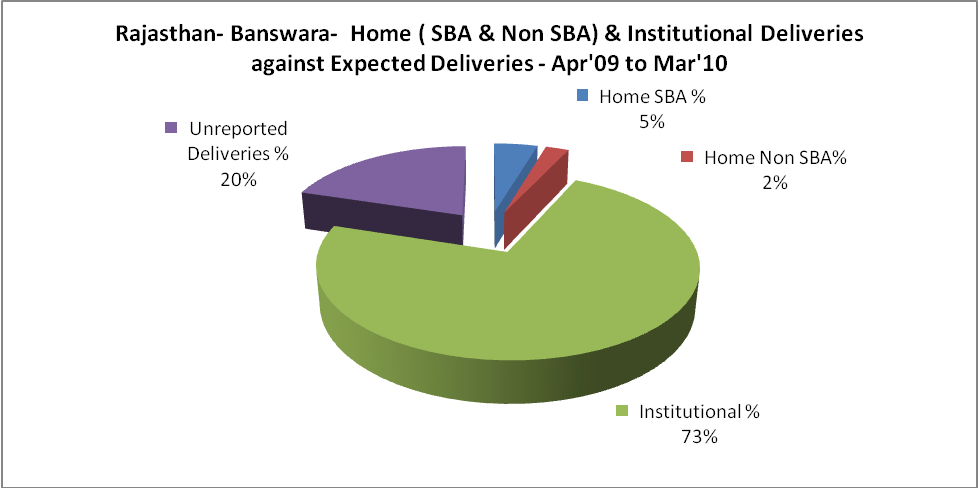 Rajasthan- Banswara- Home ( SBA & Non SBA) & Institutional Deliveries
against Expected Deliveries - Apr'09 to Mar'10
Home SBA %
5%
Unreported
Deliveries %
20%
Home Non SBA%
2%
Institutional %
73%